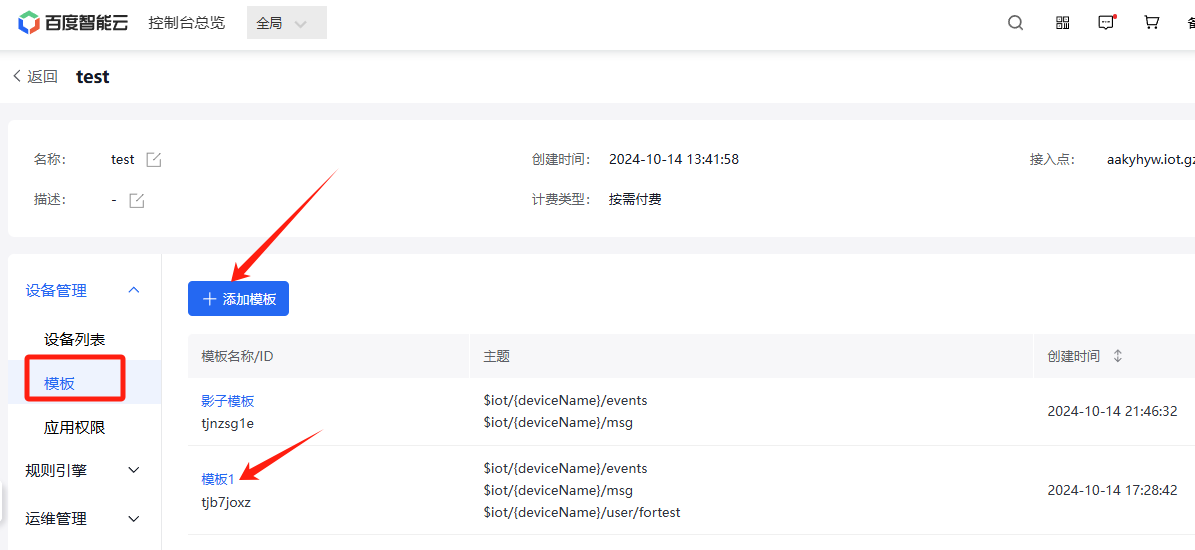 百度智能云 控制台总览 全局
返回 test
名称： test 创建时间： 2024-10-14 13:41:58 接入点： aakyhyw.iot.gz
描述： - 计费类型： 按需付费
设备管理
设备列表
模板
应用权限
规则引擎
运维管理
添加模板
模板名称/ID 主题 创建时间
影子模板
tjnzsg1e
$iot/{deviceName}/events
$iot/{deviceName}/msg
2024-10-14 21:46:32
模板1
tjb7joxz
$iot/{deviceName}/events
$iot/{deviceName}/msg
$iot/{deviceName}/user/fortest
2024-10-14 17:28:42